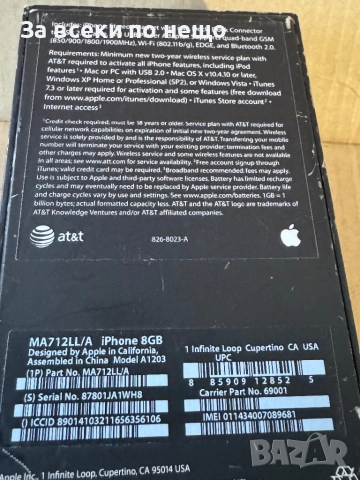 За всеки по нещо
Includes: iPhone
Connector
quad-band GSM
(850/900/1800/1900MHz), Wi-Fi (802.11b/g), EDGE, and Bluetooth 2.0.
Requirements: Minimum new two-year wireless service plan with
AT&T required to activate all iPhone features, including iPod
features¹ • Mac or PC with USB 2.0 • Mac OS X v10.4.10 or later,
Windows XP Home or Professional (SP2), or Windows Vista • iTunes
7.3 or later required for activation and some features (free from
www.apple.com/itunes/download) • iTunes Store account² •
Internet access³
¹Credit check required; must be 18 years or older. Service plan with AT&T required for
cellular network capabilities on expiration of initial new two-year agreement. Wireless
service is solely provided by and is the responsibility of AT&T. Transferring your mobile
number will terminate your service with your existing provider; termination fees and
other charges may apply. Wireless service and some wireless features are not available
in all areas. See www.att.com for service availability. ²Free account signup through
iTunes; valid credit card may be required. ³Broadband recommended; fees may apply.
Use is subject to Apple and third-party software licenses. Battery has limited recharge
cycles and may eventually need to be replaced by Apple service provider. Battery life
and charge cycles vary by use and settings. See www.apple.com/batteries. 1GB = 1
billion bytes; actual formatted capacity less. AT&T and the AT&T logo are trademarks of
AT&T Knowledge Ventures and/or AT&T affiliates.
at&t
826-8023-A
MA712LL/A iPhone 8GB
Designed by Apple in California,
Assembled in China Model A1203
(1P) Part No. MA712LL/A
(S) Serial No. 87801JA1WH8
() ICCID 89014103211656356106
1 Infinite Loop Cupertino CA USA
UPC
8 85909 12852 5
Carrier Part No. 69001
IMEI 011434007089681
Apple Inc., 1 Infinite Loop, Cupertino, CA 95014 USA
BAZAR